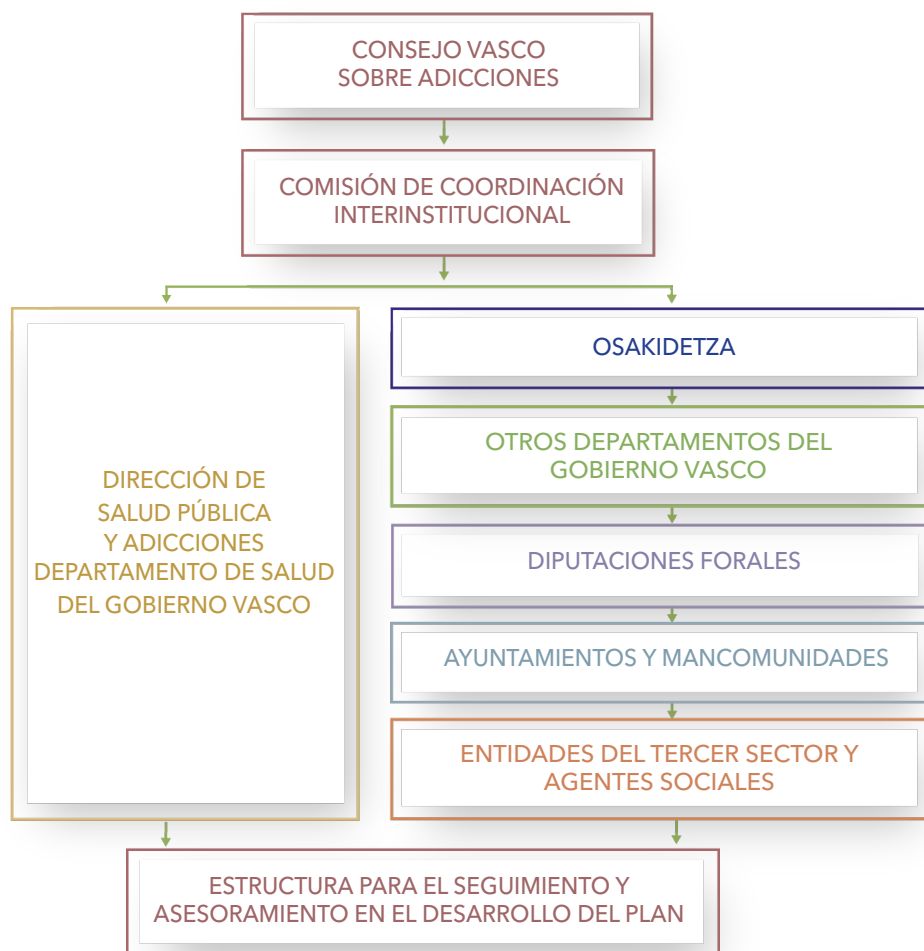 CONSEJO VASCO
SOBRE ADICCIONES
COMISIÓN DE COORDINACIÓN
INTERINSTITUCIONAL
DIRECCIÓN DE
SALUD PÚBLICA
Y ADICCIONES
DEPARTAMENTO DE SALUD
DEL GOBIERNO VASCO
OSAKIDETZA
OTROS DEPARTAMENTOS DEL
GOBIERNO VASCO
DIPUTACIONES FORALES
AYUNTAMIENTOS Y MANCOMUNIDADES
ENTIDADES DEL TERCER SECTOR Y
AGENTES SOCIALES
ESTRUCTURA PARA EL SEGUIMIENTO Y
ASESORAMIENTO EN EL DESARROLLO DEL PLAN